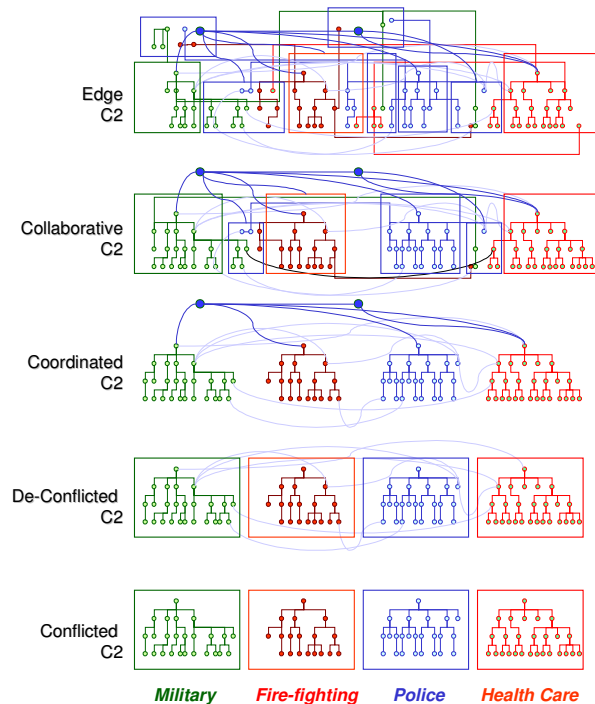 Edge
C2
Collaborative
C2
Coordinated
C2
De-Conflicted
C2
Conflicted
C2
Military Fire-fighting Police Health Care